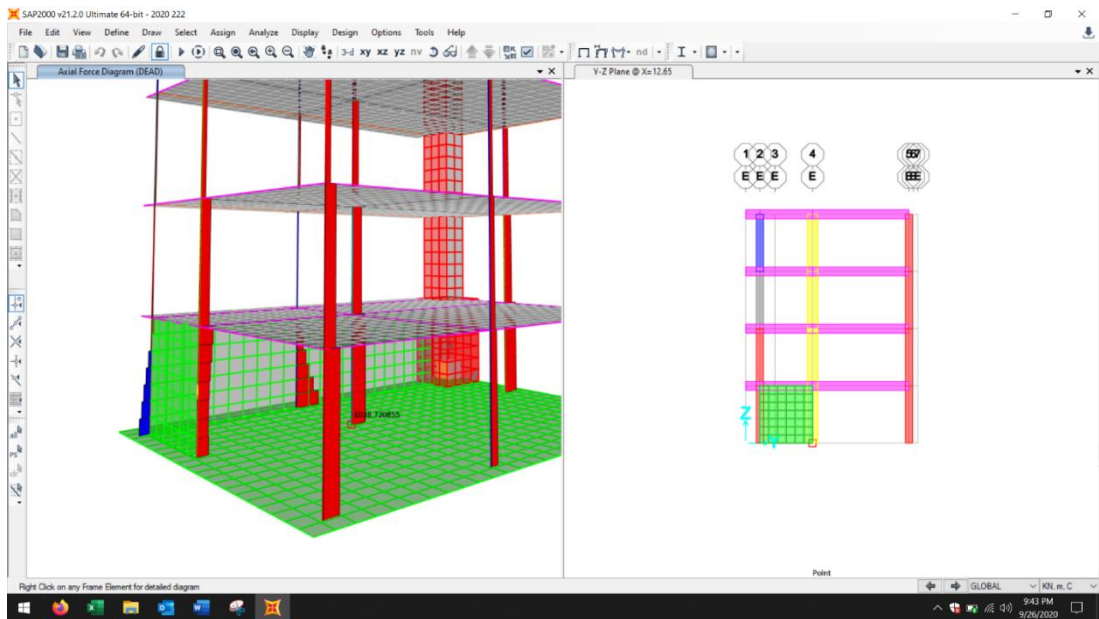 SAP2000 v21.2.0 Ultimate 64-bit - 2020 222
File Edit View Define Draw Select Assign Analyze Display Design Options Tools Help
3-d xy xz yz nv nd
Axial Force Diagram (DEAD)
Y-Z Plane @ X=12.65
1 2 3 4
E E E E
Z
Point
Right Click on any Frame Element for detailed diagram
GLOBAL
KN, m, C
9:43 PM
9/26/2020